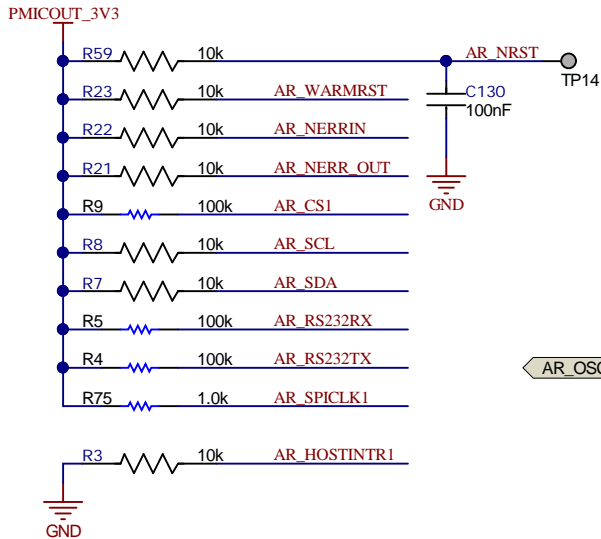 PMICOUT_3V3
R59 10k AR_NRST
TP14
R23 10k AR_WARMRST C130
100nF
R22 10k AR_NERRIN
R21 10k AR_NERR_OUT
GND
R9 100k AR_CS1
R8 10k AR_SCL
R7 10k AR_SDA
R5 100k AR_RS232RX
R4 100k AR_RS232TX AR_OSC
R75 1.0k AR_SPICLK1
R3 10k AR_HOSTINTR1
GND